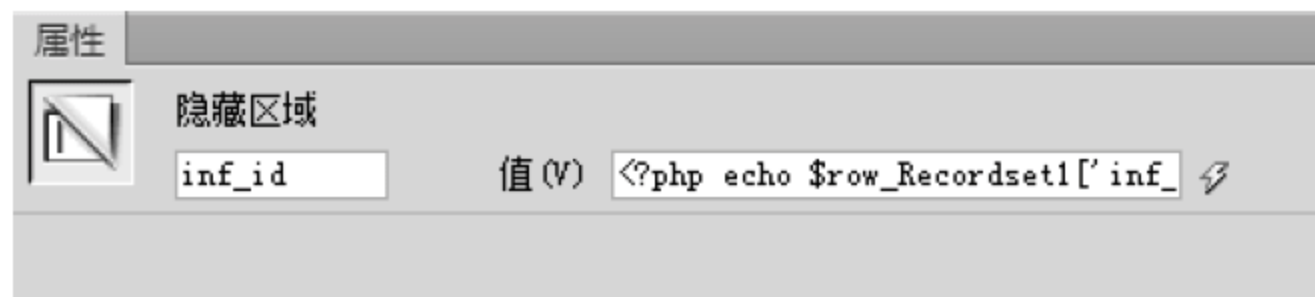 属性
隐藏区域
inf_id 值(V) <?php echo $row_Recordset1['inf_